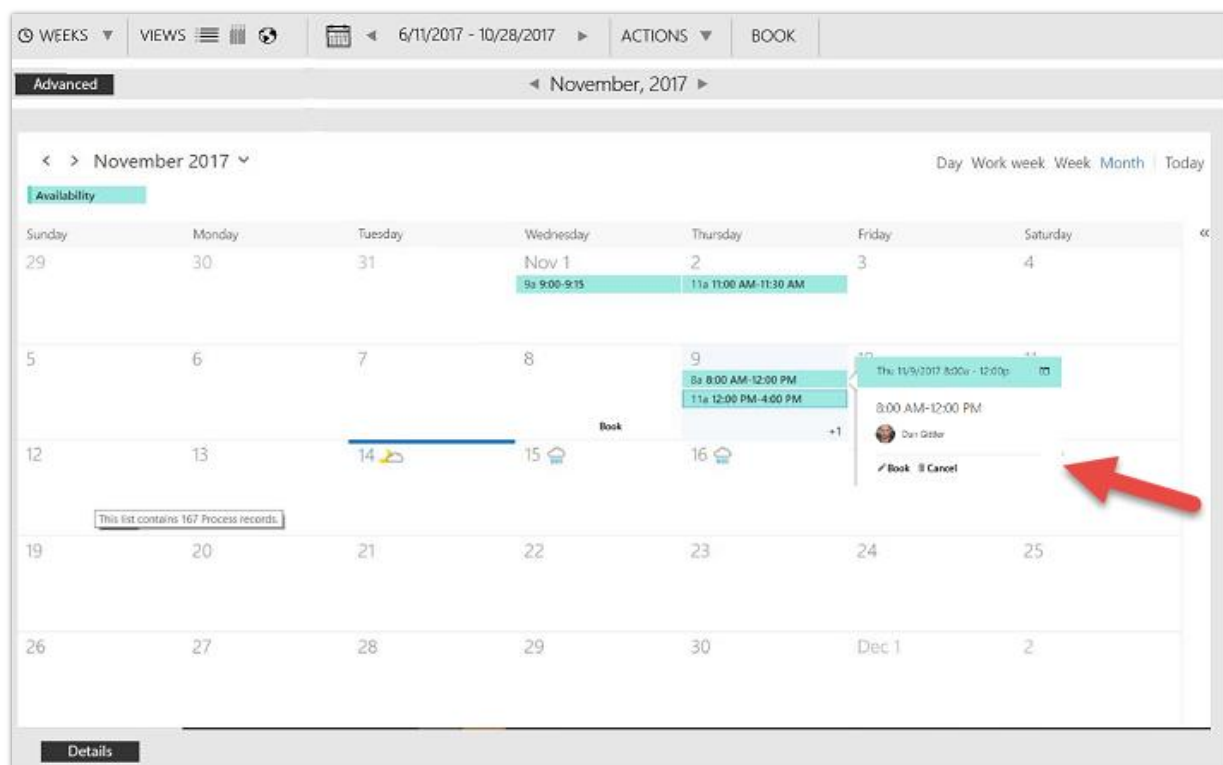 WEEKS VIEWS 6/11/2017 - 10/28/2017 ACTIONS BOOK
Advanced November, 2017
November 2017 Day Work week Week Month Today
Availability
Sunday Monday Tuesday Wednesday Thursday Friday Saturday
29 30 31 Nov 1 2 3 4
9a 9:00-9:15 11a 11:00 AM-11:30 AM
5 6 7 8 9
Thu 11/9/2017 8:00a - 12:00p
8a 8:00 AM-12:00 PM
11a 12:00 PM-4:00 PM
8:00 AM-12:00 PM
Book +1
12 13 14 15 16
Book Cancel
This list contains 167 Process records.
19 20 21 22 23 24 25
26 27 28 29 30 Dec 1 2
Details